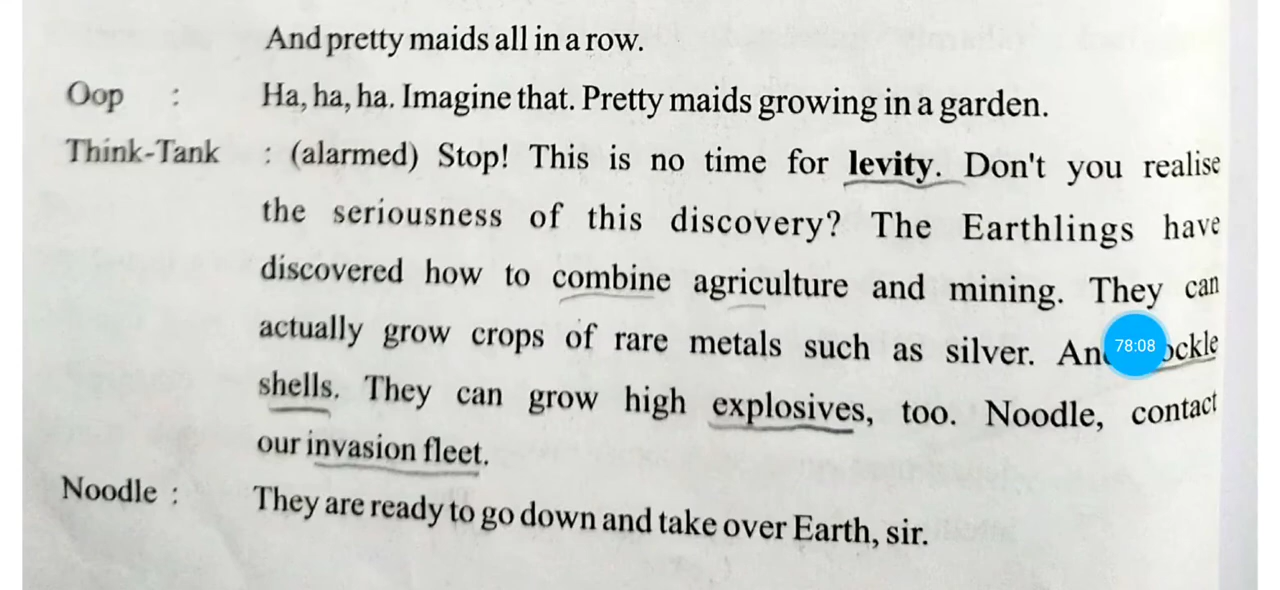 And pretty maids all in a row.
Oop : Ha, ha, ha. Imagine that. Pretty maids growing in a garden.
Think-Tank : (alarmed) Stop! This is no time for levity. Don't you realise
the seriousness of this discovery? The Earthlings have
discovered how to combine agriculture and mining. They can
actually grow crops of rare metals such as silver. 78:08
shells. They can grow high explosives, too. Noodle, contact
our invasion fleet.
Noodle : They are ready to go down and take over Earth, sir.